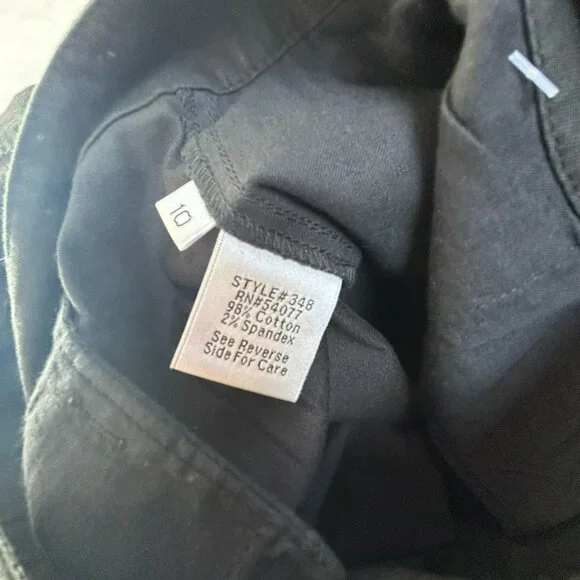 10
STYLE# 348
RN#54077
98% Cotton
2% Spandex
See Reverse
Side For Care